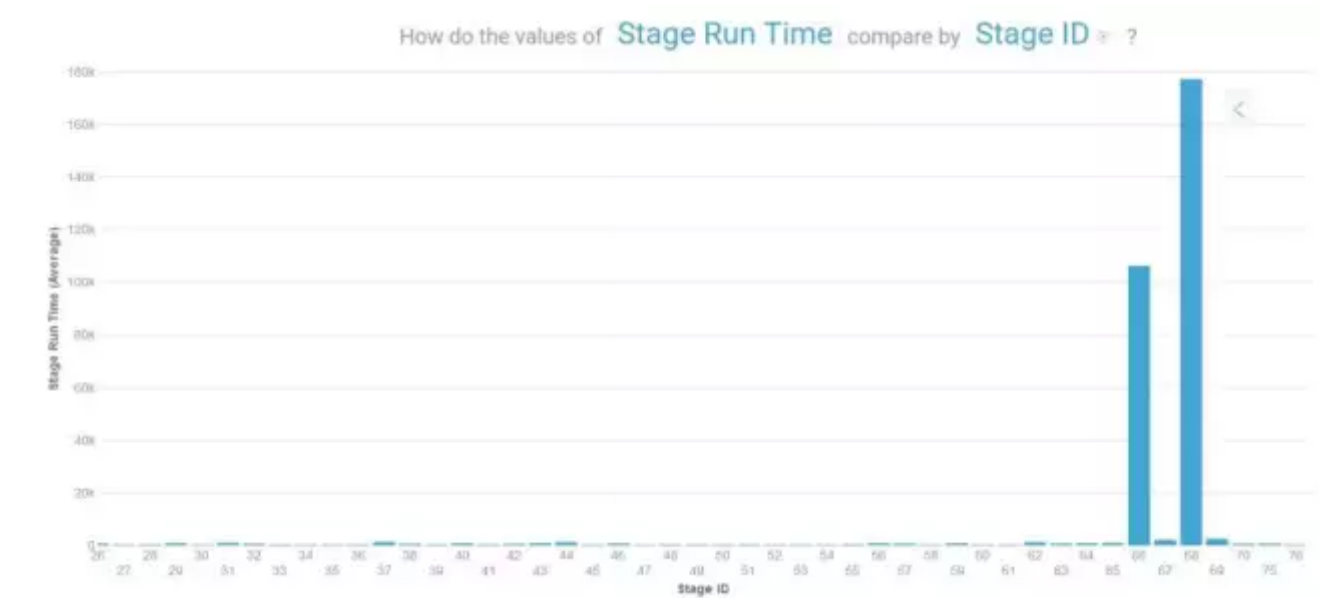 How do the values of Stage Run Time compare by Stage ID ?
180k
160k
140k
120k
100k
80k
60k
40k
20k
0
Stage Run Time (Average)
26 28 30 32 34 36 38 40 42 44 46 48 50 52 54 56 58 60 62 64 66 68 70 76
27 29 31 33 35 37 39 41 43 45 47 49 51 53 55 57 59 61 63 65 67 69 75
Stage ID